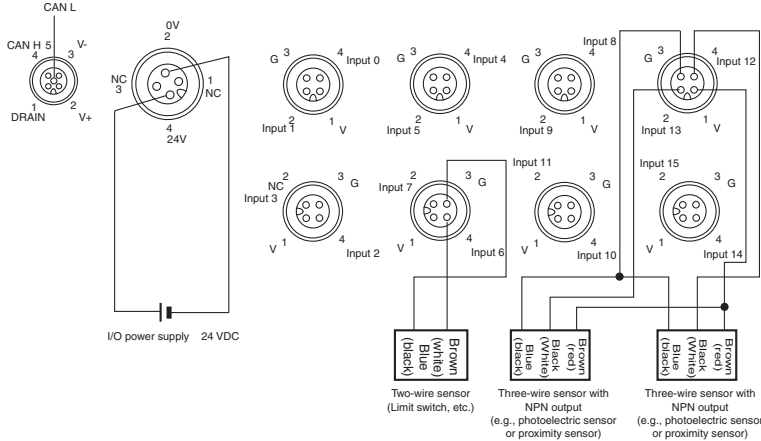 CAN L
CAN H 5
4
3
V-
1
2
DRAIN
V+
0V
2
NC
3
1
NC
4
24V
G 3
4
Input 0
2
1
Input 1
V
G 3
4
Input 4
2
1
Input 5
V
G 3
4
Input 8
2
1
Input 9
V
G 3
4
Input 12
2
1
Input 13
V
NC 2
Input 3
3
G
V 1
4
Input 2
2
Input 7
3
G
V 1
4
Input 6
Input 11
2
3
G
V 1
4
Input 10
Input 15
2
3
G
V 1
4
Input 14
I/O power supply 24 VDC
Brown
(white)
Blue
(black)
Brown
(red)
Black
(White)
Blue
(black)
Brown
(red)
Black
(White)
Blue
(black)
Two-wire sensor
(Limit switch, etc.)
Three-wire sensor with
NPN output
(e.g., photoelectric sensor
or proximity sensor)
Three-wire sensor with
NPN output
(e.g., photoelectric sensor
or proximity sensor)